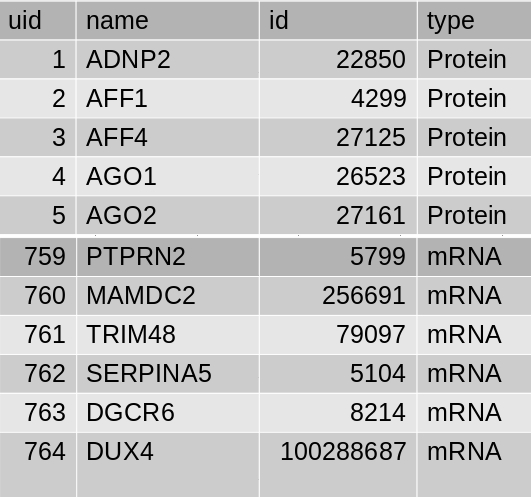 uid name id type
1 ADNP2 22850 Protein
2 AFF1 4299 Protein
3 AFF4 27125 Protein
4 AGO1 26523 Protein
5 AGO2 27161 Protein
759 PTPRN2 5799 mRNA
760 MAMDC2 256691 mRNA
761 TRIM48 79097 mRNA
762 SERPINA5 5104 mRNA
763 DGCR6 8214 mRNA
764 DUX4 100288687 mRNA